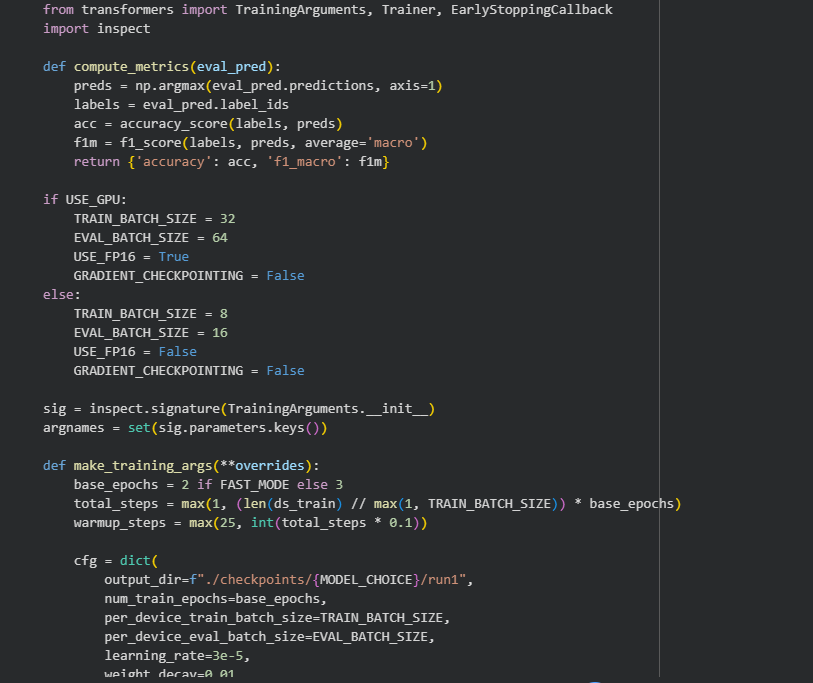 from transformers import TrainingArguments, Trainer, EarlyStoppingCallback
import inspect

def compute_metrics(eval_pred):
    preds = np.argmax(eval_pred.predictions, axis=1)
    labels = eval_pred.label_ids
    acc = accuracy_score(labels, preds)
    f1m = f1_score(labels, preds, average='macro')
    return {'accuracy': acc, 'f1_macro': f1m}

if USE_GPU:
    TRAIN_BATCH_SIZE = 32
    EVAL_BATCH_SIZE = 64
    USE_FP16 = True
    GRADIENT_CHECKPOINTING = False
else:
    TRAIN_BATCH_SIZE = 8
    EVAL_BATCH_SIZE = 16
    USE_FP16 = False
    GRADIENT_CHECKPOINTING = False

sig = inspect.signature(TrainingArguments.__init__)
argnames = set(sig.parameters.keys())

def make_training_args(**overrides):
    base_epochs = 2 if FAST_MODE else 3
    total_steps = max(1, (len(ds_train) // max(1, TRAIN_BATCH_SIZE)) * base_epochs)
    warmup_steps = max(25, int(total_steps * 0.1))

    cfg = dict(
        output_dir=f"./checkpoints/{MODEL_CHOICE}/run1",
        num_train_epochs=base_epochs,
        per_device_train_batch_size=TRAIN_BATCH_SIZE,
        per_device_eval_batch_size=EVAL_BATCH_SIZE,
        learning_rate=3e-5,
        weight_decay=0.01